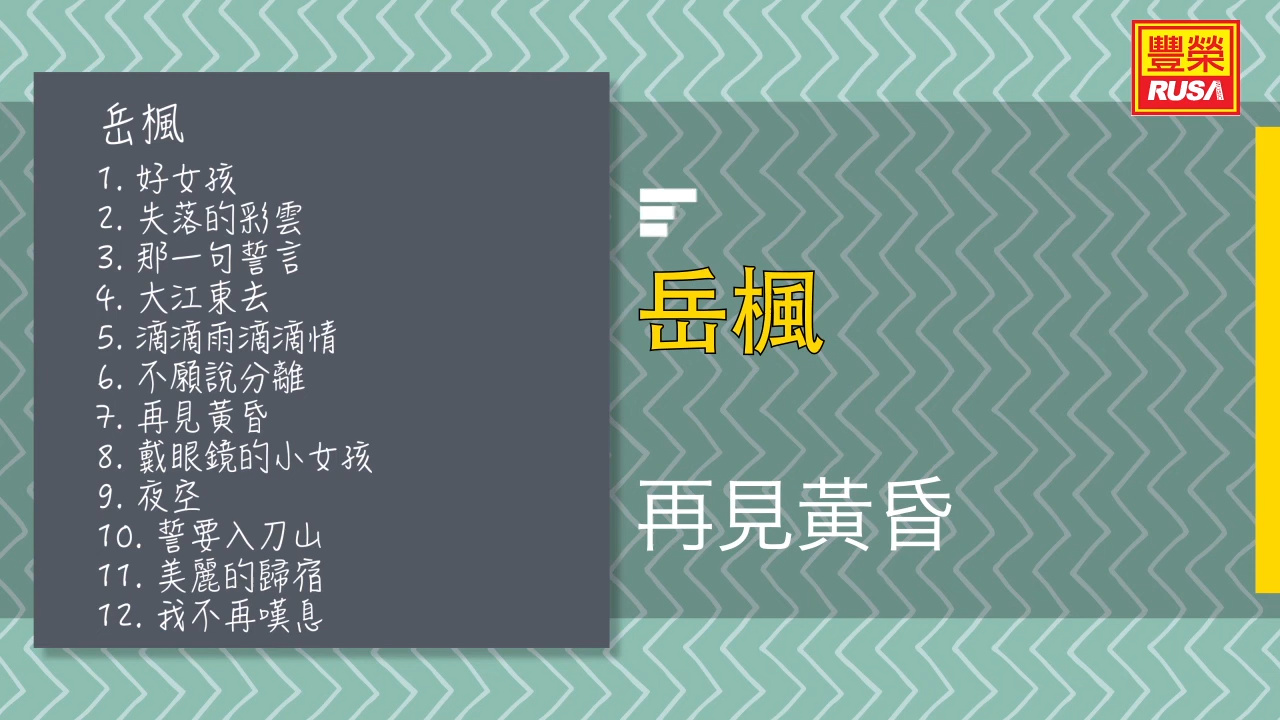 岳楓
1. 好女孩
2. 失落的彩雲
3. 那一句誓言
4. 大江東去
5. 滴滴雨滴滴情
6. 不願說分離
7. 再見黃昏
8. 戴眼鏡的小女孩
9. 夜空
10. 誓要入刀山
11. 美麗的歸宿
12. 我不再嘆息
豐榮
RUSA
岳楓
再見黃昏